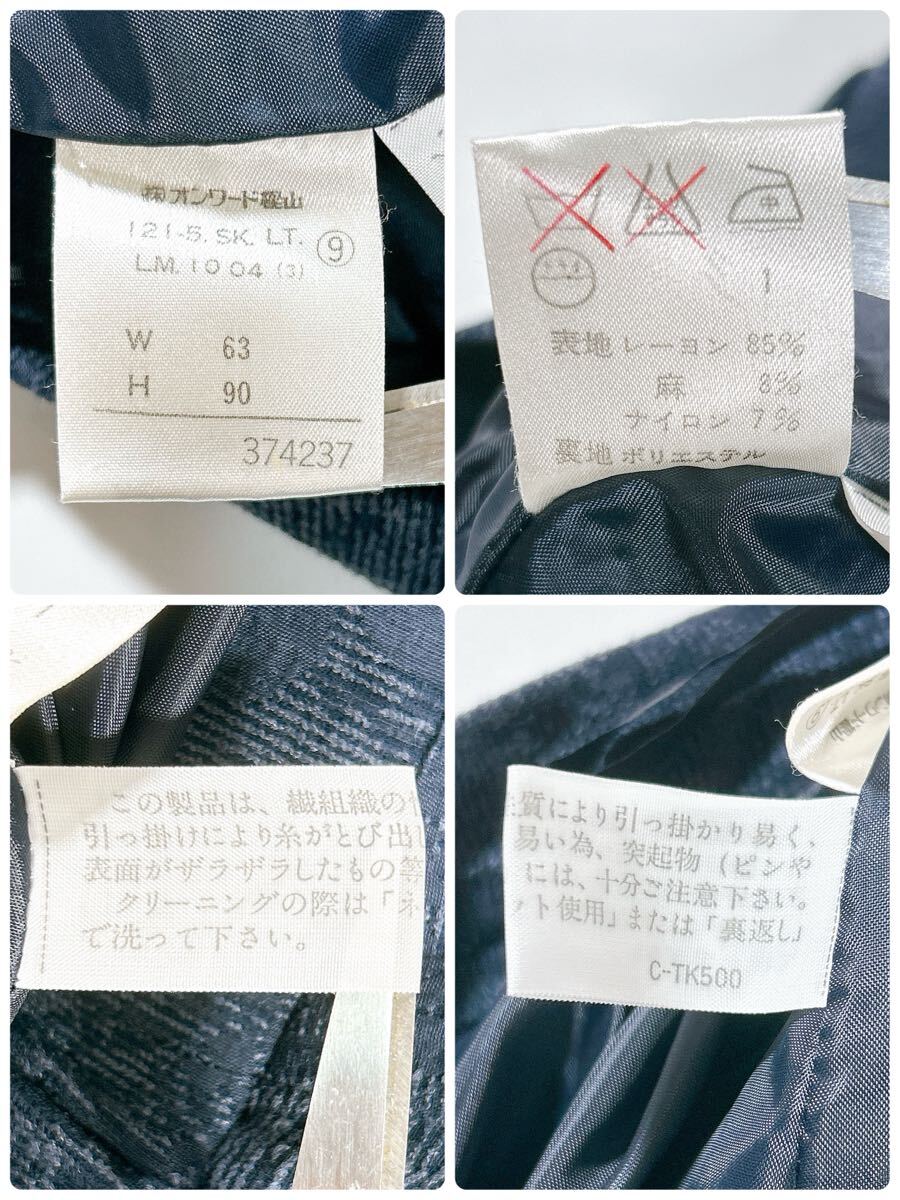 ㈱オンワード樫山
121-5. SK. LT. ⑨
LM. 1004 (3)
W 63
H 90
374237
1
表地 レーヨン 85%
麻 8%
ナイロン 7%
裏地 ポリエステル
この製品は、繊組織の
引っ掛けにより糸がとび出
表面がザラザラしたもの等
クリーニングの際は「ネ
で洗って下さい。
質により引っ掛かり易く、
易い為、突起物（ピンや
には、十分ご注意下さい。
ット使用」または「裏返し」
C-TK500